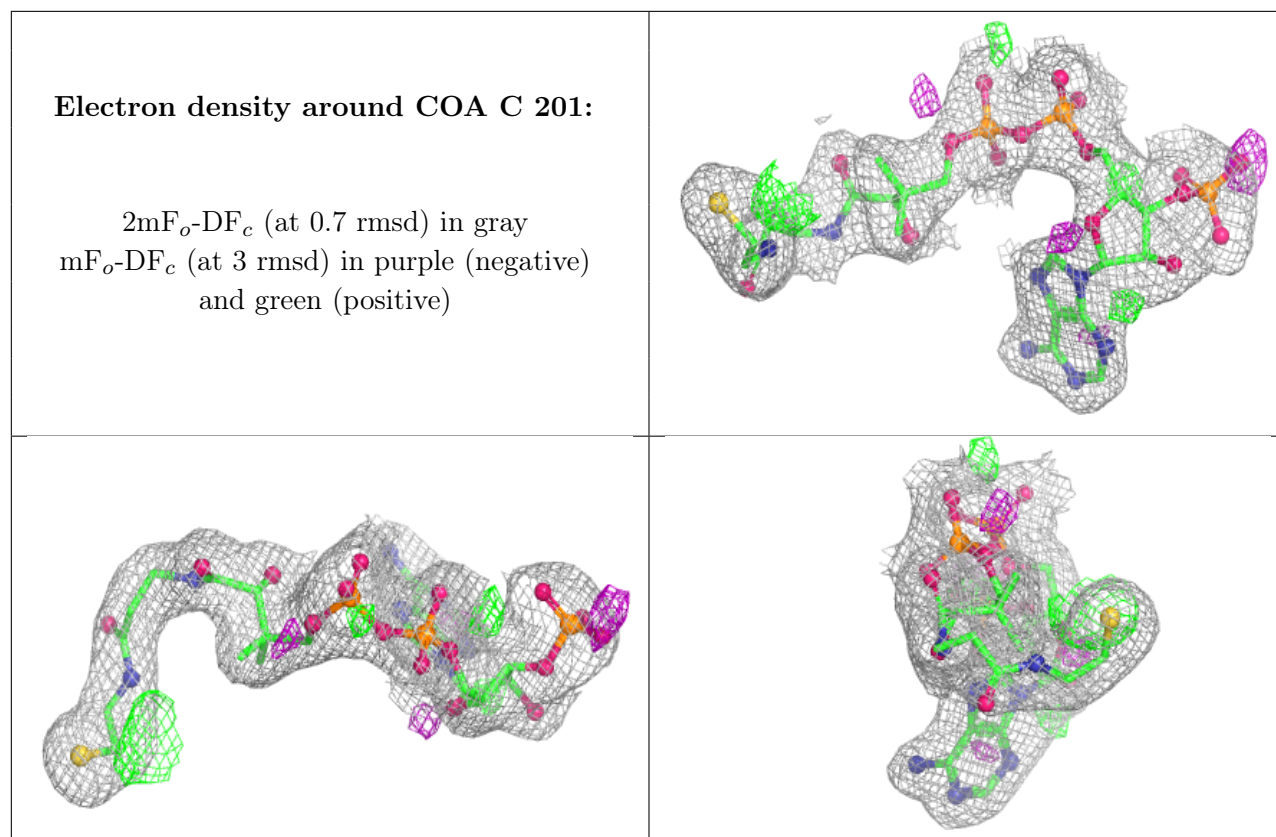 Electron density around COA C 201:
2mFₒ-DF𝒸 (at 0.7 rmsd) in gray
mFₒ-DF𝒸 (at 3 rmsd) in purple (negative)
and green (positive)